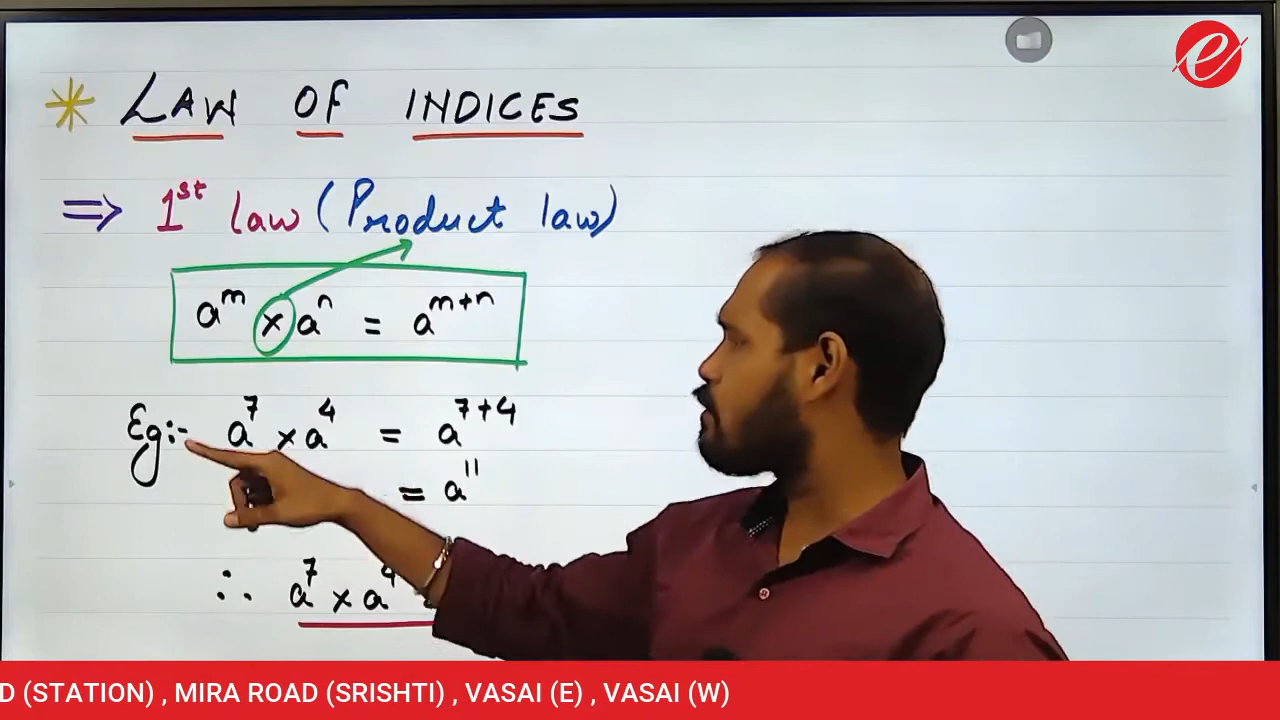 * LAW OF INDICES
⇒ 1st law (Product law)
a^m × a^n = a^(m+n)
Eg:- a^7 × a^4 = a^(7+4)
= a^11
∴ a^7 × a^4
D (STATION) , MIRA ROAD (SRISHTI) , VASAI (E) , VASAI (W)
e